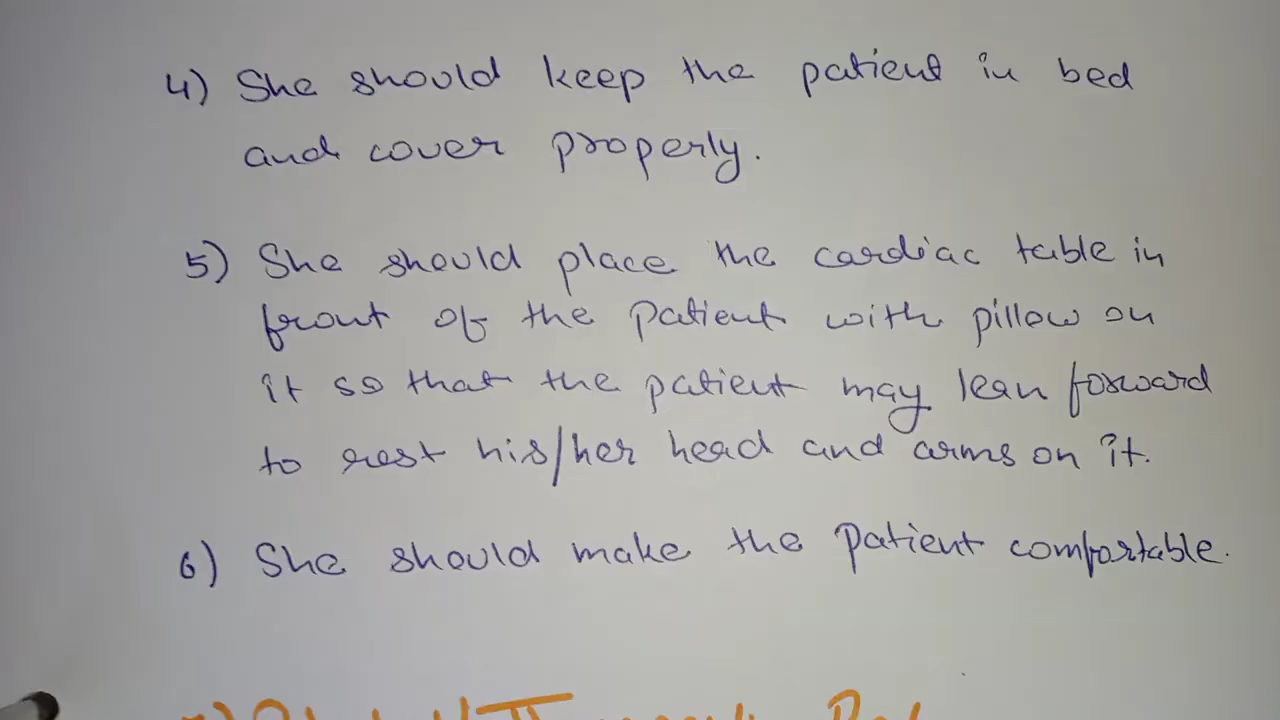 4) She should keep the patient in bed
and cover properly.
5) She should place the cardiac table in
front of the patient with pillow on
it so that the patient may lean forward
to rest his/her head and arms on it.
6) She should make the patient comfortable.